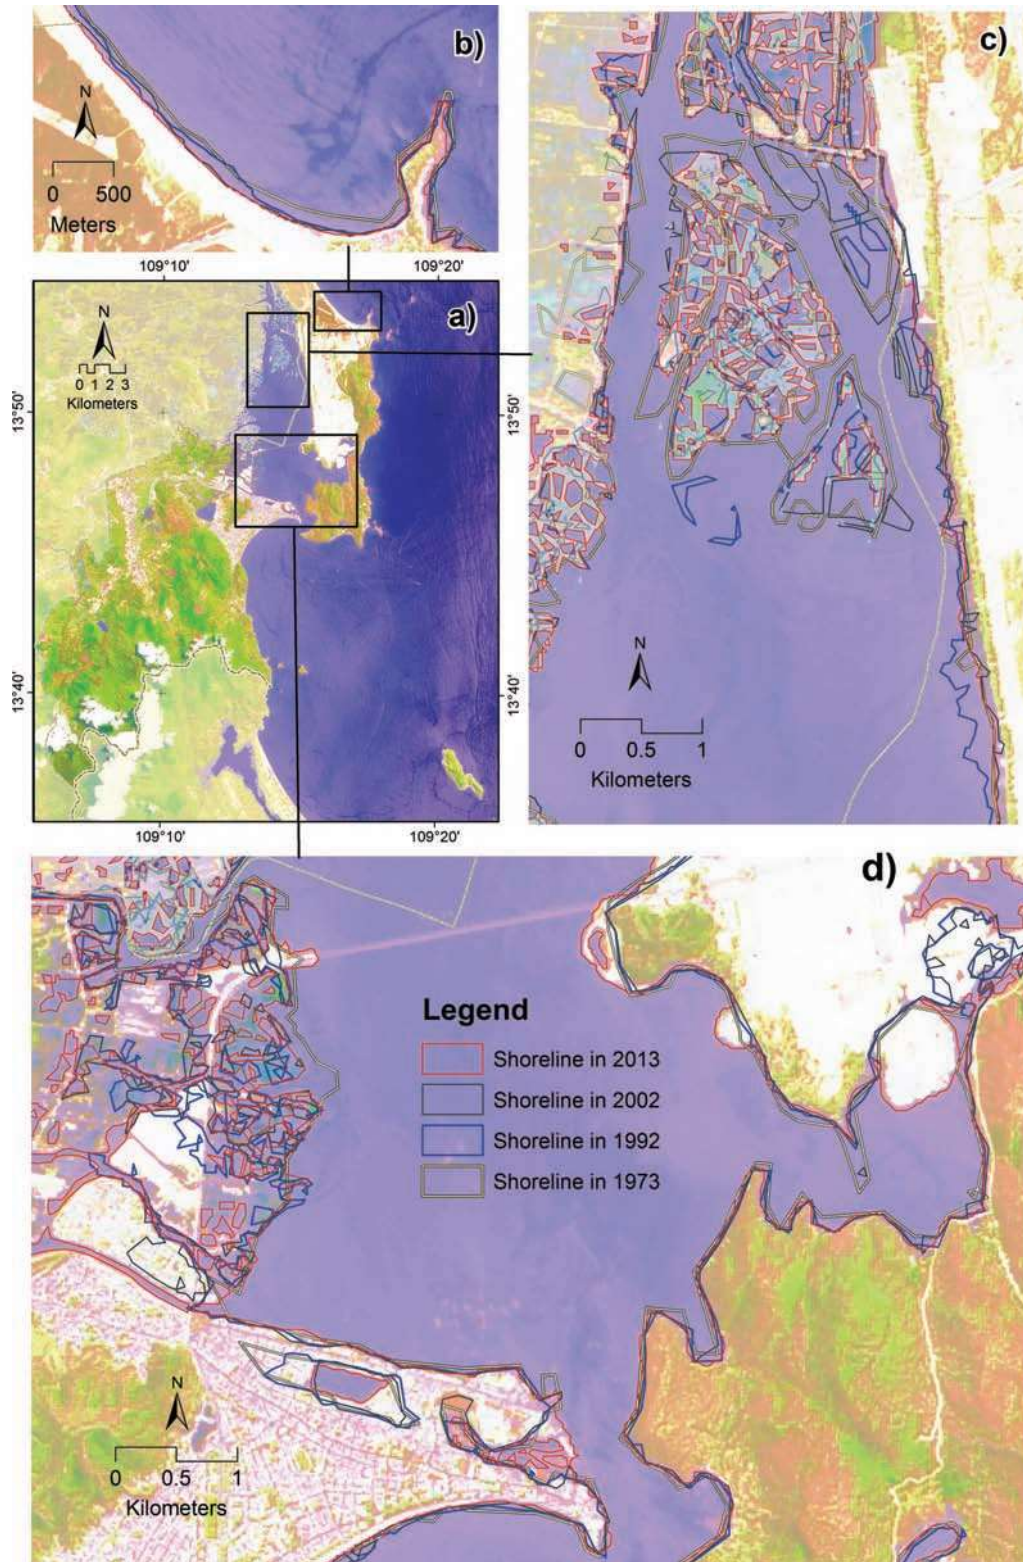 b)
N
0 500
Meters
109°10'
109°20'
a)
N
0 1 2 3
Kilometers
13°50'
13°50'
13°40'
13°40'
109°10'
109°20'
c)
N
0 0.5 1
Kilometers
d)
Legend
Shoreline in 2013
Shoreline in 2002
Shoreline in 1992
Shoreline in 1973
N
0 0.5 1
Kilometers